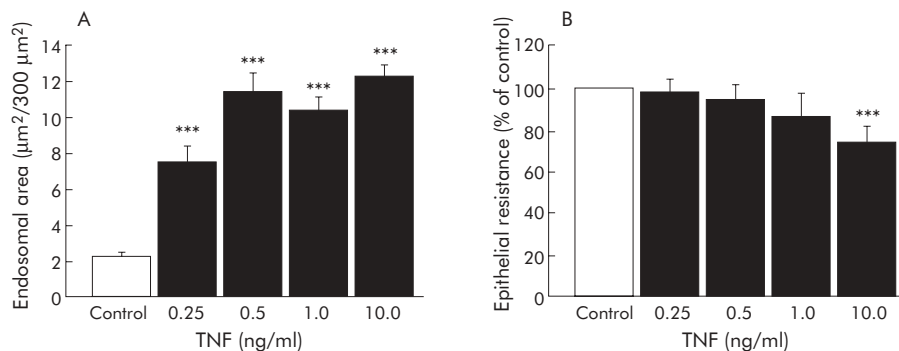 A
Endosomal area (μm²/300 μm²)
14
12
10
8
6
4
2
0
***
***
***
***
Control 0.25 0.5 1.0 10.0
TNF (ng/ml)
B
Epithelial resistance (% of control)
120
100
80
60
40
20
0
***
Control 0.25 0.5 1.0 10.0
TNF (ng/ml)